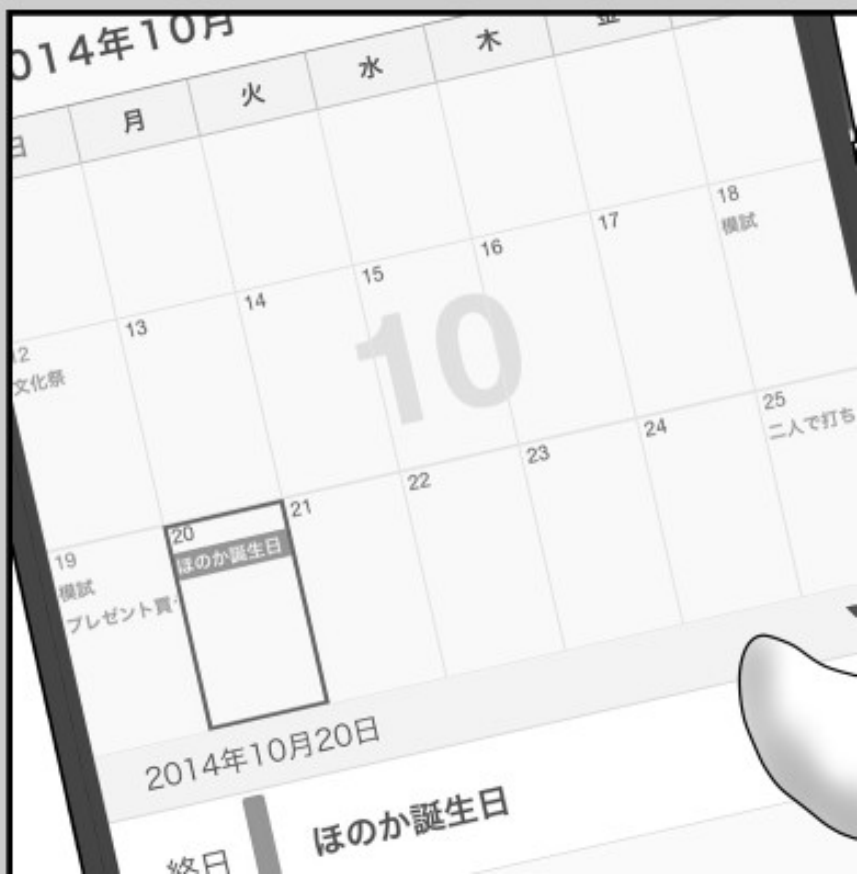 014年10月
日 月 火 水 木 金
12 13 14 15 16 17 18
文化祭
模試
10
19 20 21 22 23 24 25
模試
プレゼント買
ほのか誕生日
二人で打ち
2014年10月20日
終日
ほのか誕生日